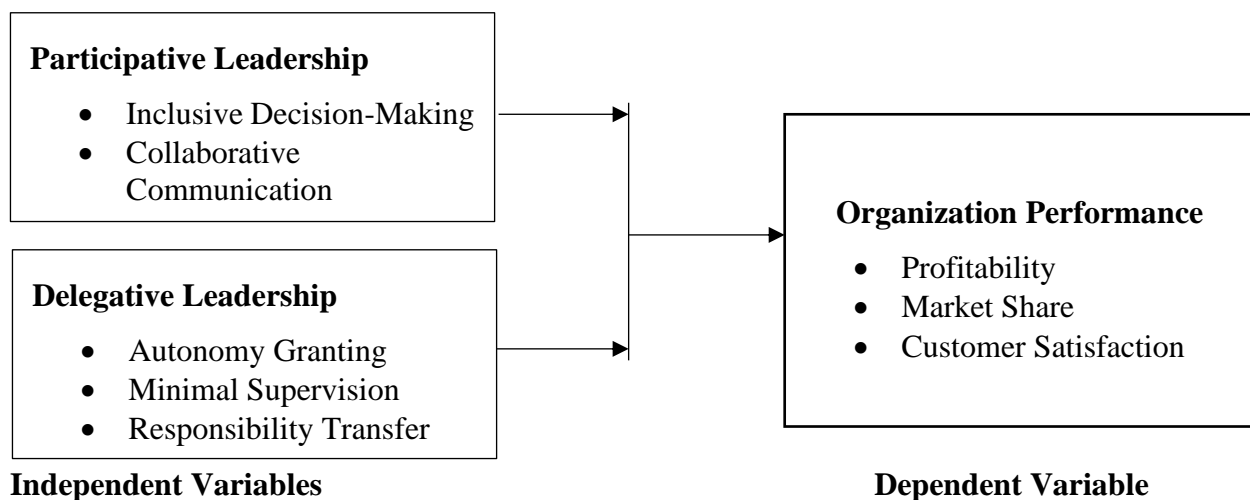 Participative Leadership
• Inclusive Decision-Making
• Collaborative
Communication
Delegative Leadership
• Autonomy Granting
• Minimal Supervision
• Responsibility Transfer
Independent Variables
Organization Performance
• Profitability
• Market Share
• Customer Satisfaction
Dependent Variable